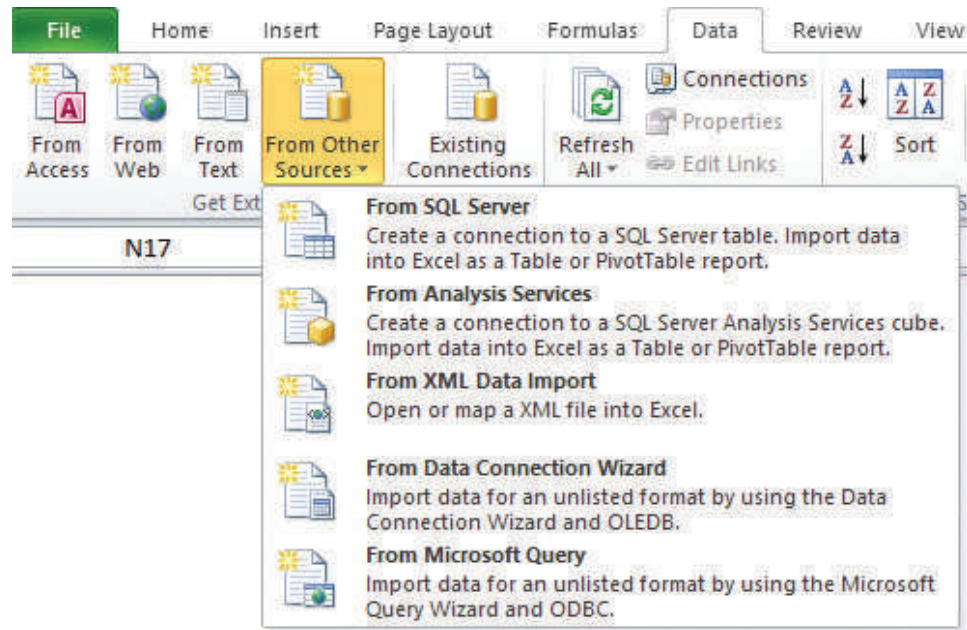 File Home Insert Page Layout Formulas Data Review View
From Access
From Web
From Text
From Other Sources
Existing Connections
Refresh All
Connections
Properties
Edit Links
Sort
Get Ext
N17
From SQL Server
Create a connection to a SQL Server table. Import data
into Excel as a Table or PivotTable report.
From Analysis Services
Create a connection to a SQL Server Analysis Services cube.
Import data into Excel as a Table or PivotTable report.
From XML Data Import
Open or map a XML file into Excel.
From Data Connection Wizard
Import data for an unlisted format by using the Data
Connection Wizard and OLEDB.
From Microsoft Query
Import data for an unlisted format by using the Microsoft
Query Wizard and ODBC.